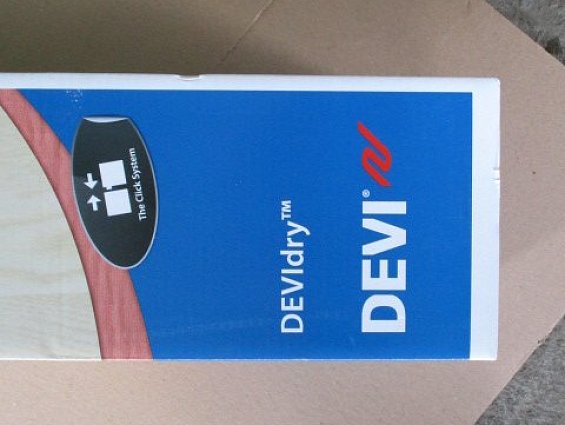 DEVI®
DEVIdry™
The Click System